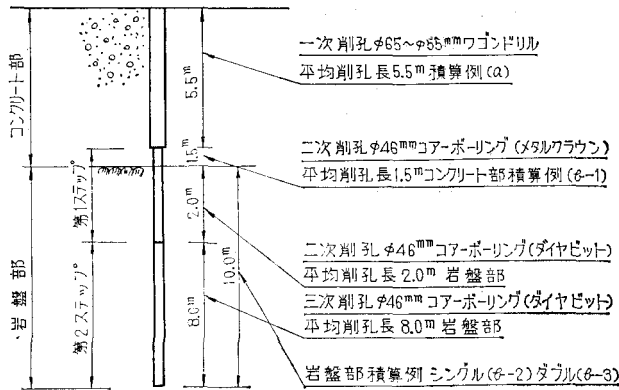 一次削孔φ65～φ55mmワゴンドリル
平均削孔長5.5m積算例(a)
二次削孔φ46mmコアーボーリング(メタルクラウン)
平均削孔長1.5mコンクリート部積算例(b-1)
二次削孔φ46mmコアーボーリング(ダイヤビット)
平均削孔長2.0m岩盤部
三次削孔φ46mmコアーボーリング(ダイヤビット)
平均削孔長8.0m岩盤部
岩盤部積算例 シングル(b-2)ダブル(b-3)
コンクリート部
岩盤部
第1ステップ
第2ステップ
5.5m
1.5m
2.0m
8.0m
10.0m